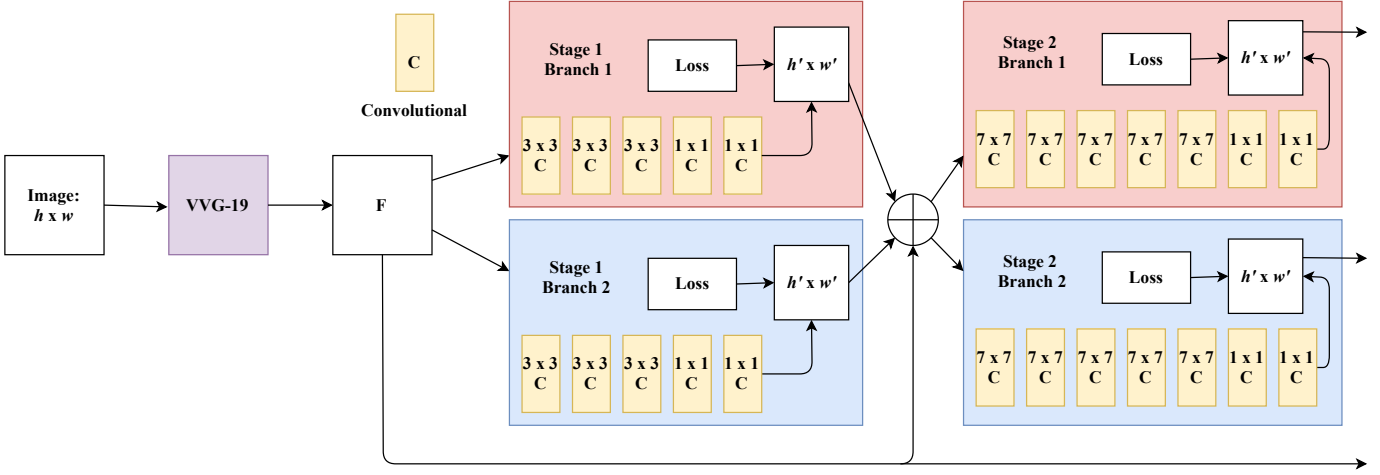 C
Convolutional
Image:
h x w
VVG-19
F
Stage 1
Branch 1
Loss
h' x w'
3 x 3
C
3 x 3
C
3 x 3
C
1 x 1
C
1 x 1
C
Stage 1
Branch 2
Loss
h' x w'
3 x 3
C
3 x 3
C
3 x 3
C
1 x 1
C
1 x 1
C
Stage 2
Branch 1
Loss
h' x w'
7 x 7
C
7 x 7
C
7 x 7
C
7 x 7
C
7 x 7
C
1 x 1
C
1 x 1
C
Stage 2
Branch 2
Loss
h' x w'
7 x 7
C
7 x 7
C
7 x 7
C
7 x 7
C
7 x 7
C
1 x 1
C
1 x 1
C